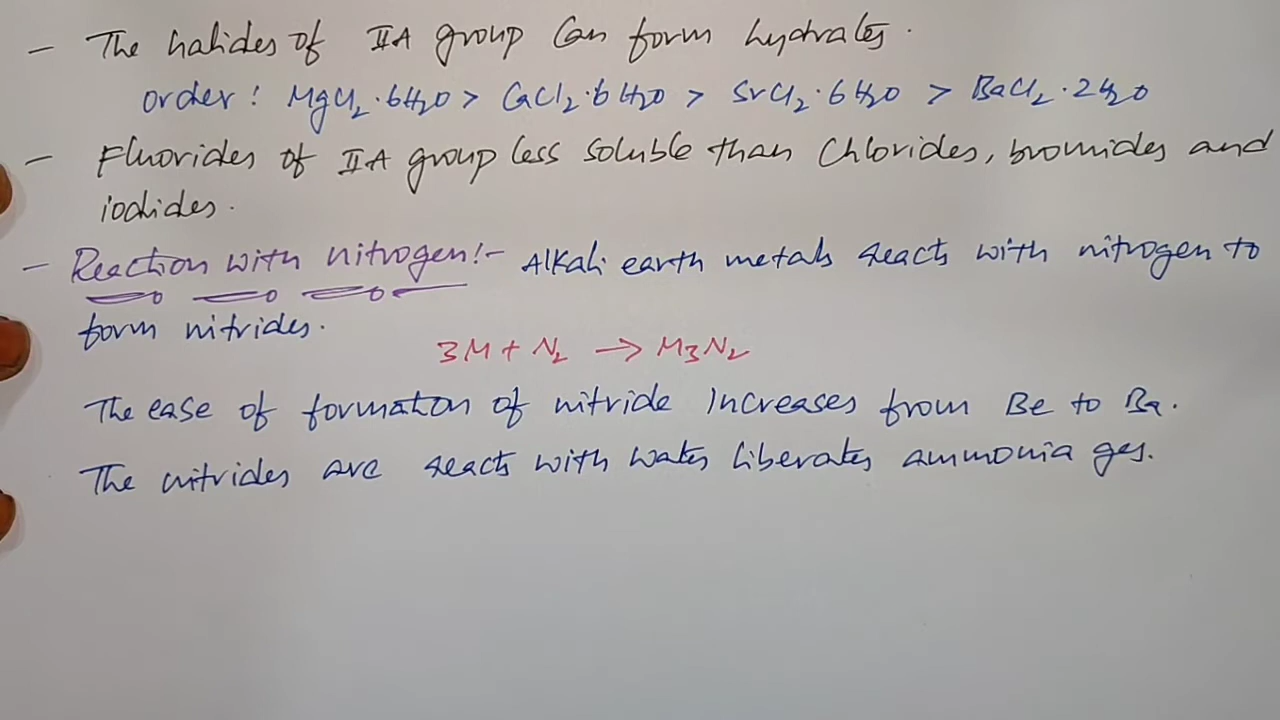 - The halides of IIA group can form hydrates.
order: MgCl₂·6H₂O > CaCl₂·6H₂O > SrCl₂·6H₂O > BaCl₂·2H₂O
- Fluorides of IIA group less soluble than Chlorides, bromides and
iodides.
- Reaction with nitrogen:- Alkali earth metals reacts with nitrogen to
form nitrides.
3M + N₂ → M₃N₂
The ease of formation of nitride Increases from Be to Ba.
The nitrides are reacts with water liberates ammonia ges.